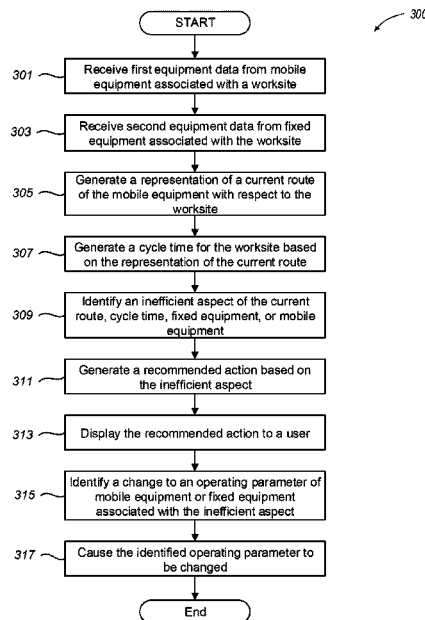 START
300
301
Receive first equipment data from mobile
equipment associated with a worksite
303
Receive second equipment data from fixed
equipment associated with the worksite
305
Generate a representation of a current route
of the mobile equipment with respect to the
worksite
307
Generate a cycle time for the worksite based
on the representation of the current route
309
Identify an inefficient aspect of the current
route, cycle time, fixed equipment, or mobile
equipment
311
Generate a recommended action based on
the inefficient aspect
313
Display the recommended action to a user
315
Identify a change to an operating parameter of
mobile equipment or fixed equipment
associated with the inefficient aspect
317
Cause the identified operating parameter to
be changed
End